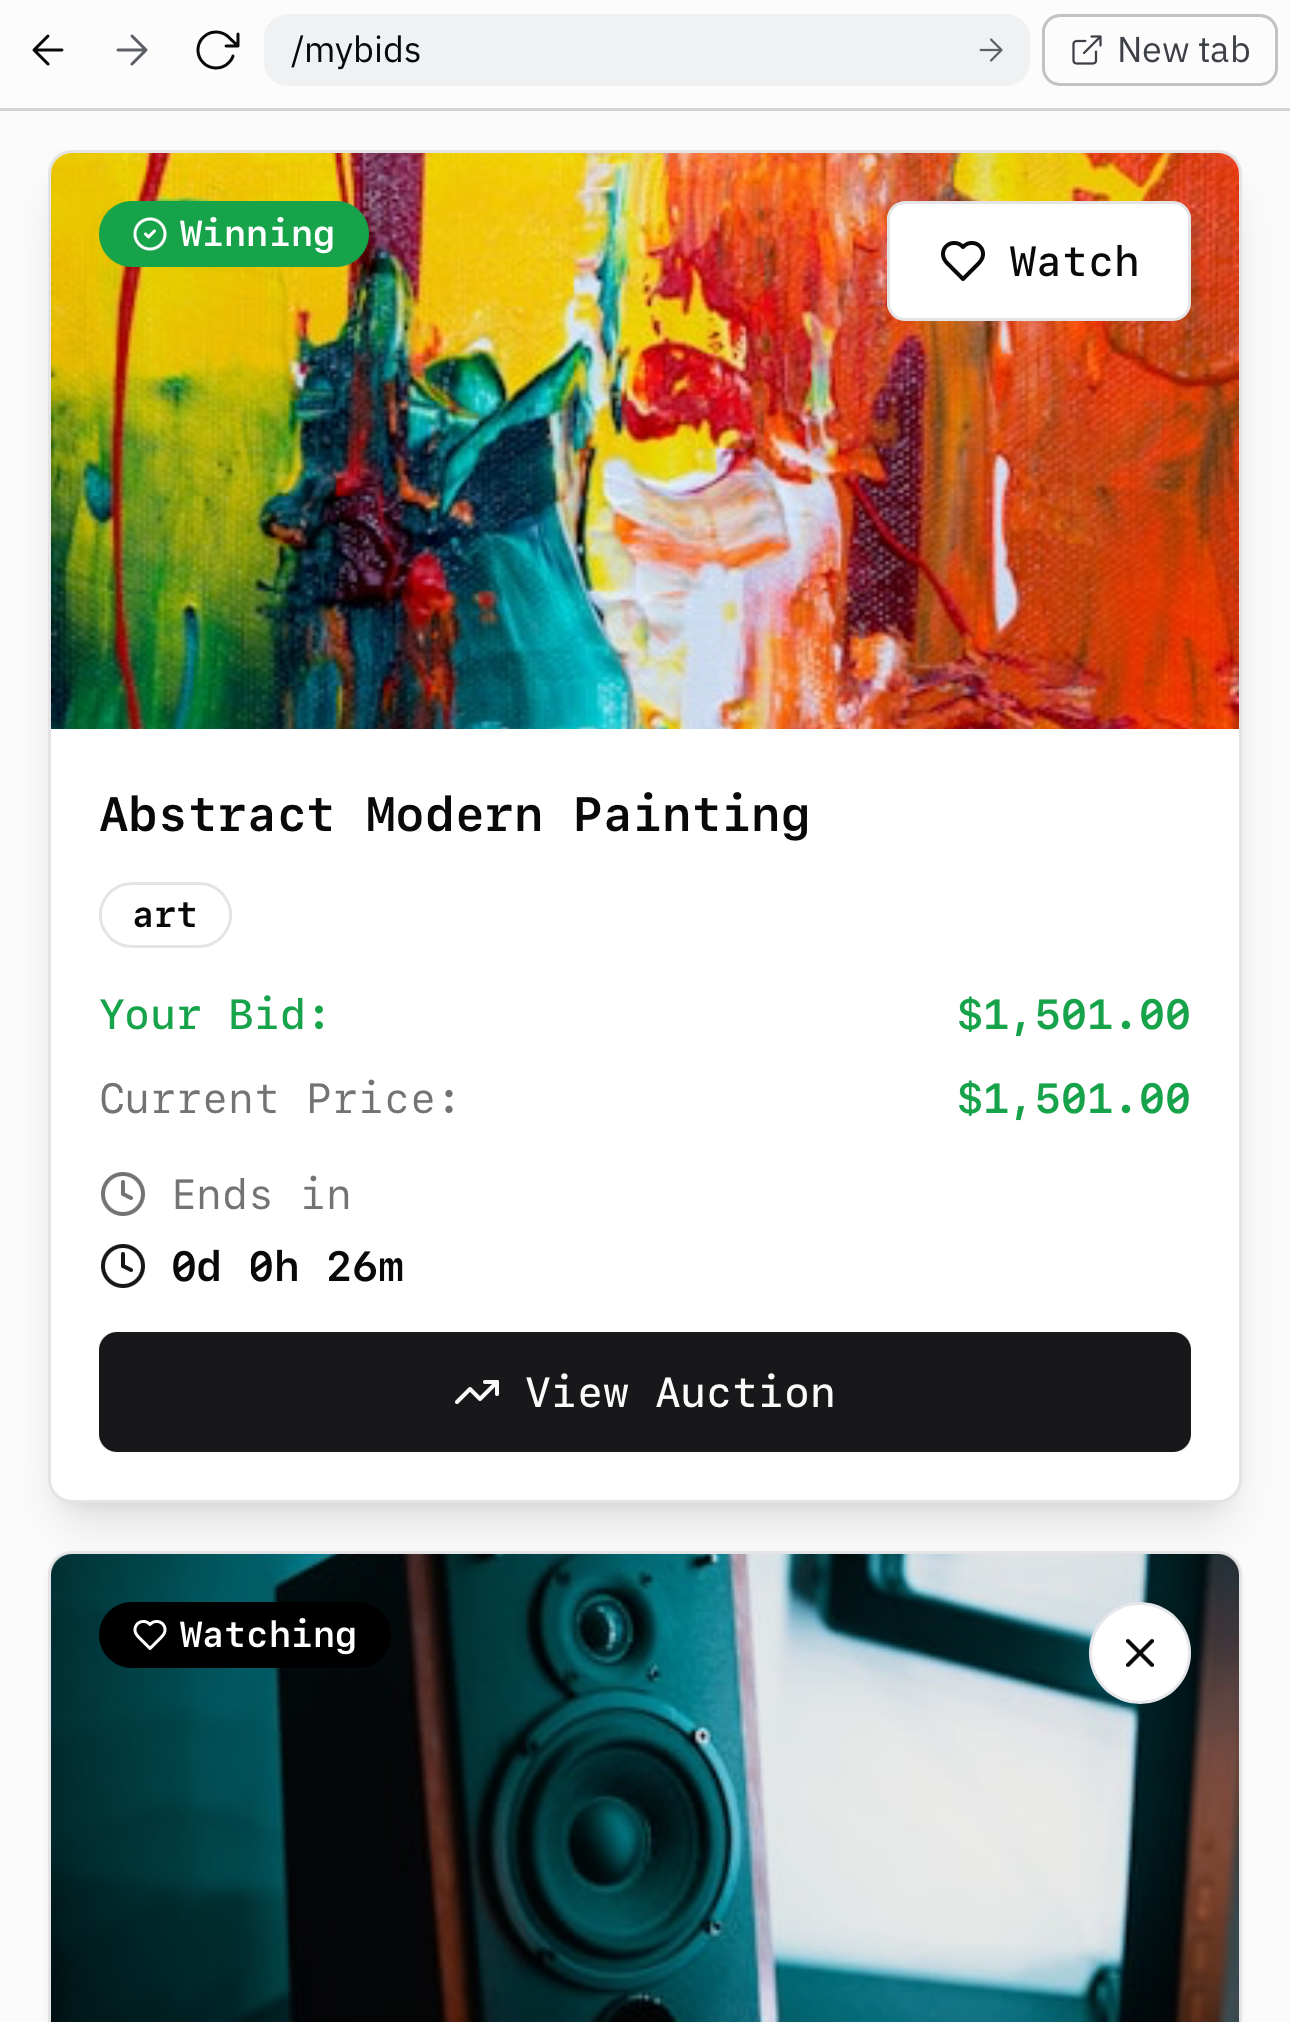 /mybids
New tab
Winning
Watch
Abstract Modern Painting
art
Your Bid: $1,501.00
Current Price: $1,501.00
Ends in
0d 0h 26m
View Auction
Watching